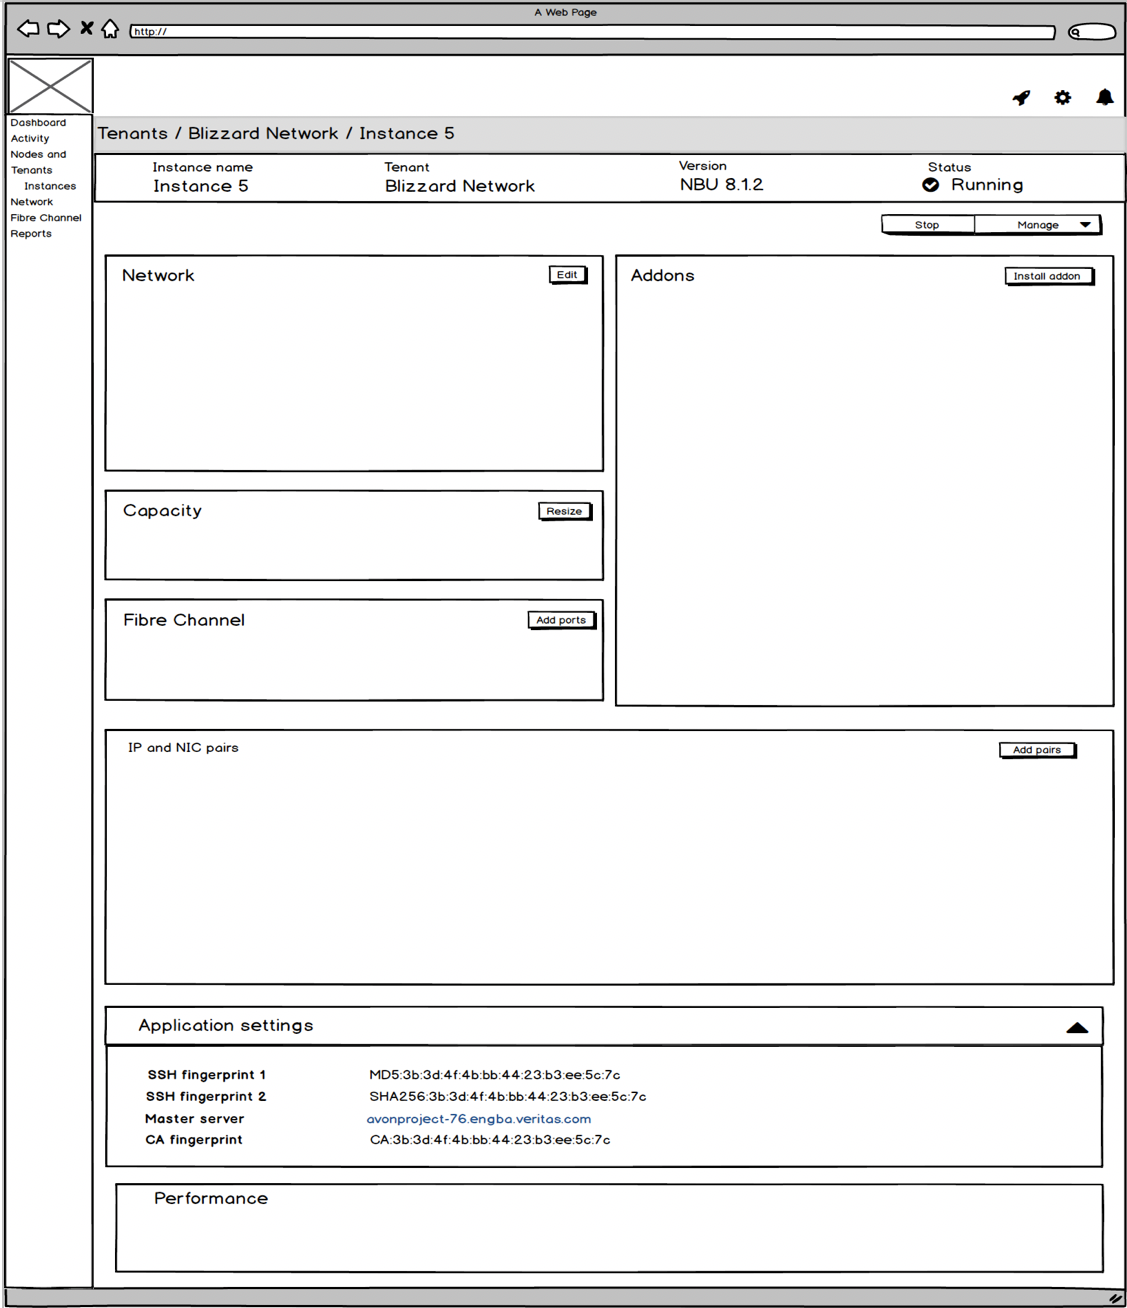 A Web Page
http://
Dashboard
Activity
Nodes and
Tenants
Instances
Network
Fibre Channel
Reports
Tenants / Blizzard Network / Instance 5
Instance name
Instance 5
Tenant
Blizzard Network
Version
NBU 8.1.2
Status
Running
Stop
Manage
Network
Edit
Addons
Install addon
Capacity
Resize
Fibre Channel
Add ports
IP and NIC pairs
Add pairs
Application settings
SSH fingerprint 1 MD5:3b:3d:4f:4b:bb:44:23:b3:ee:5c:7c
SSH fingerprint 2 SHA256:3b:3d:4f:4b:bb:44:23:b3:ee:5c:7c
Master server avonproject-76.engba.veritas.com
CA fingerprint CA:3b:3d:4f:4b:bb:44:23:b3:ee:5c:7c
Performance